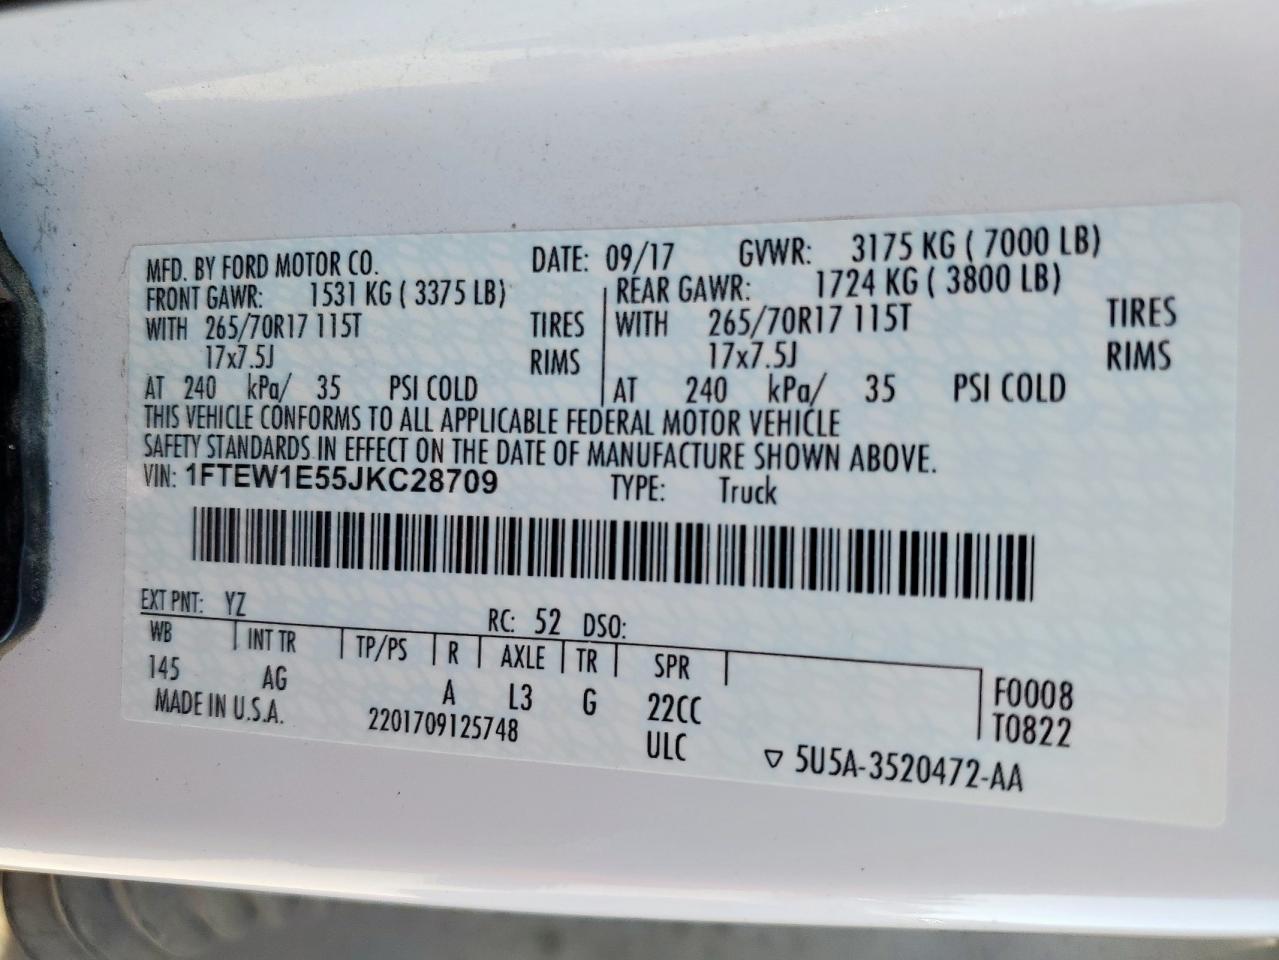 MFD. BY FORD MOTOR CO. DATE: 09/17 GVWR: 3175 KG ( 7000 LB)
FRONT GAWR: 1531 KG ( 3375 LB) REAR GAWR: 1724 KG ( 3800 LB)
WITH 265/70R17 115T TIRES WITH 265/70R17 115T TIRES
17x7.5J RIMS 17x7.5J RIMS
AT 240 kPa/ 35 PSI COLD AT 240 kPa/ 35 PSI COLD
THIS VEHICLE CONFORMS TO ALL APPLICABLE FEDERAL MOTOR VEHICLE
SAFETY STANDARDS IN EFFECT ON THE DATE OF MANUFACTURE SHOWN ABOVE.
VIN: 1FTEW1E55JKC28709 TYPE: Truck
EXT PNT: YZ RC: 52 DSO:
WB INT TR TP/PS R AXLE TR SPR
145 AG A L3 G 22CC F0008
MADE IN U.S.A. 2201709125748 ULC T0822
5U5A-3520472-AA